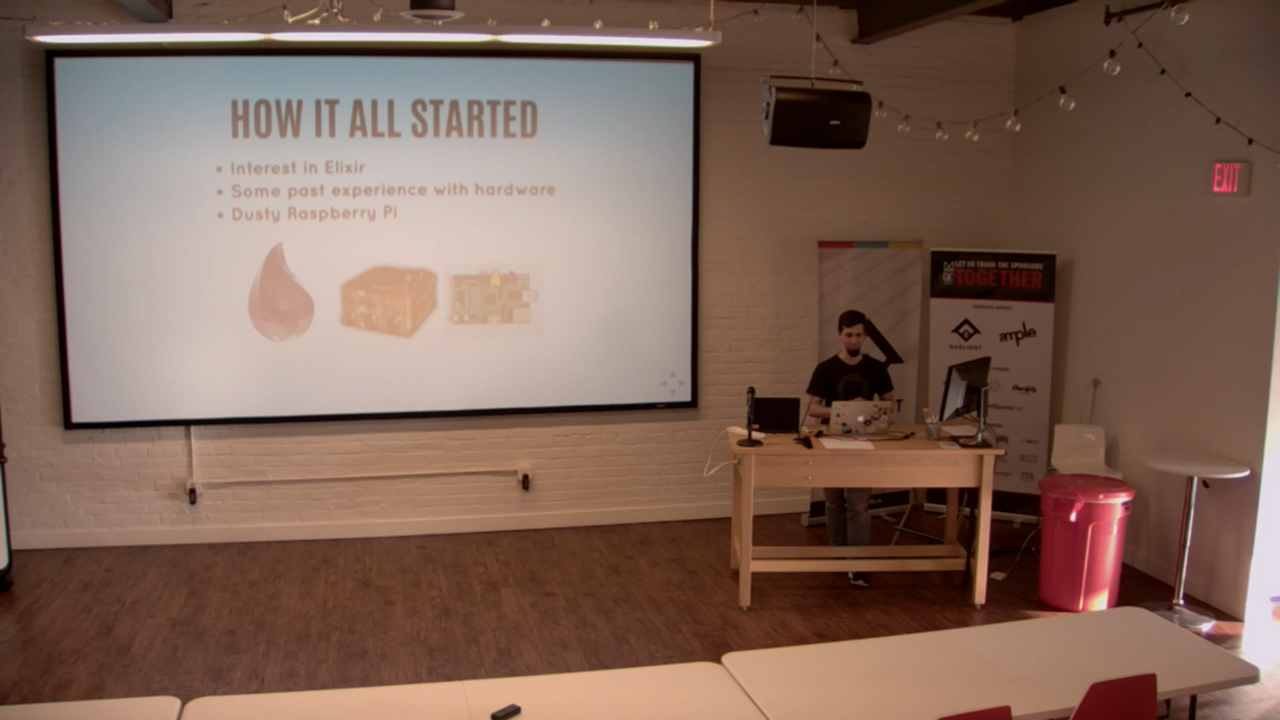 HOW IT ALL STARTED
• Interest in Elixir
• Some past experience with hardware
• Dusty Raspberry Pi
EXIT
LET US THANK THE SPONSORS
TOGETHER
GASLIGHT
ample